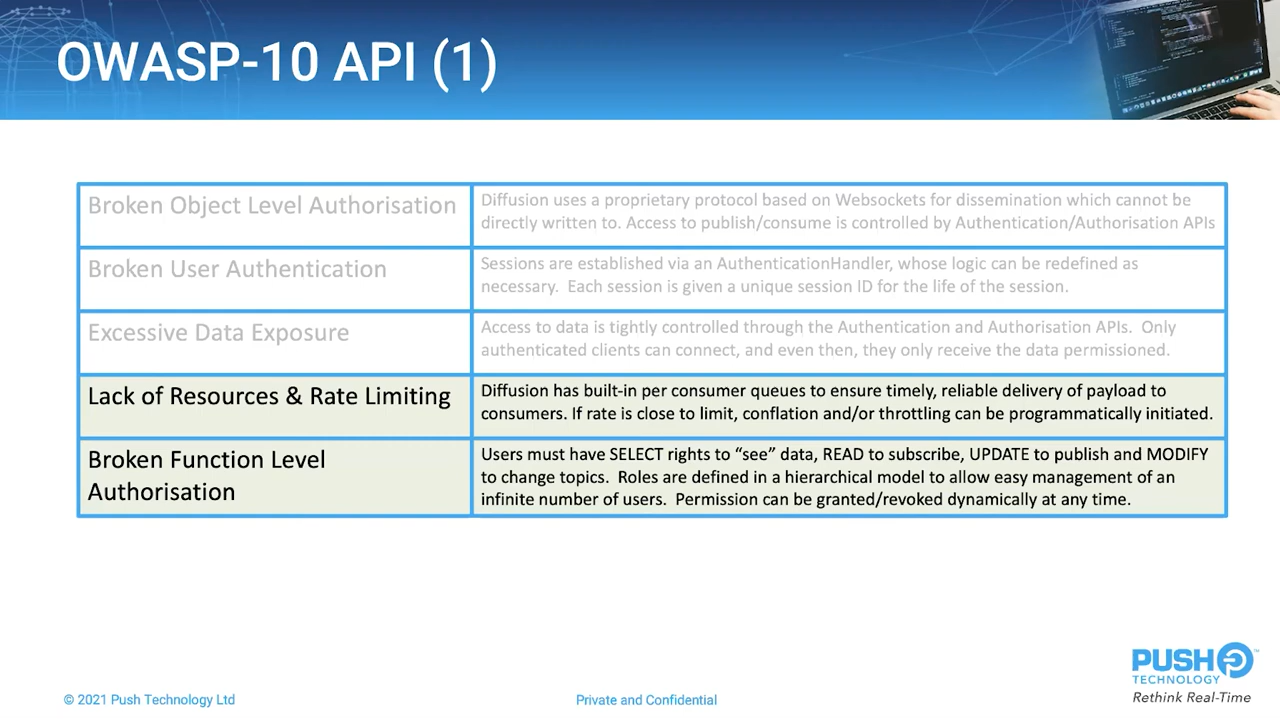 OWASP-10 API (1)
Broken Object Level Authorisation
Diffusion uses a proprietary protocol based on Websockets for dissemination which cannot be
directly written to. Access to publish/consume is controlled by Authentication/Authorisation APIs
Broken User Authentication
Sessions are established via an AuthenticationHandler, whose logic can be redefined as
necessary. Each session is given a unique session ID for the life of the session.
Excessive Data Exposure
Access to data is tightly controlled through the Authentication and Authorisation APIs. Only
authenticated clients can connect, and even then, they only receive the data permissioned.
Lack of Resources & Rate Limiting
Diffusion has built-in per consumer queues to ensure timely, reliable delivery of payload to
consumers. If rate is close to limit, conflation and/or throttling can be programmatically initiated.
Broken Function Level
Authorisation
Users must have SELECT rights to “see” data, READ to subscribe, UPDATE to publish and MODIFY
to change topics. Roles are defined in a hierarchical model to allow easy management of an
infinite number of users. Permission can be granted/revoked dynamically at any time.
PUSH
TECHNOLOGY
™
Rethink Real-Time
© 2021 Push Technology Ltd
Private and Confidential